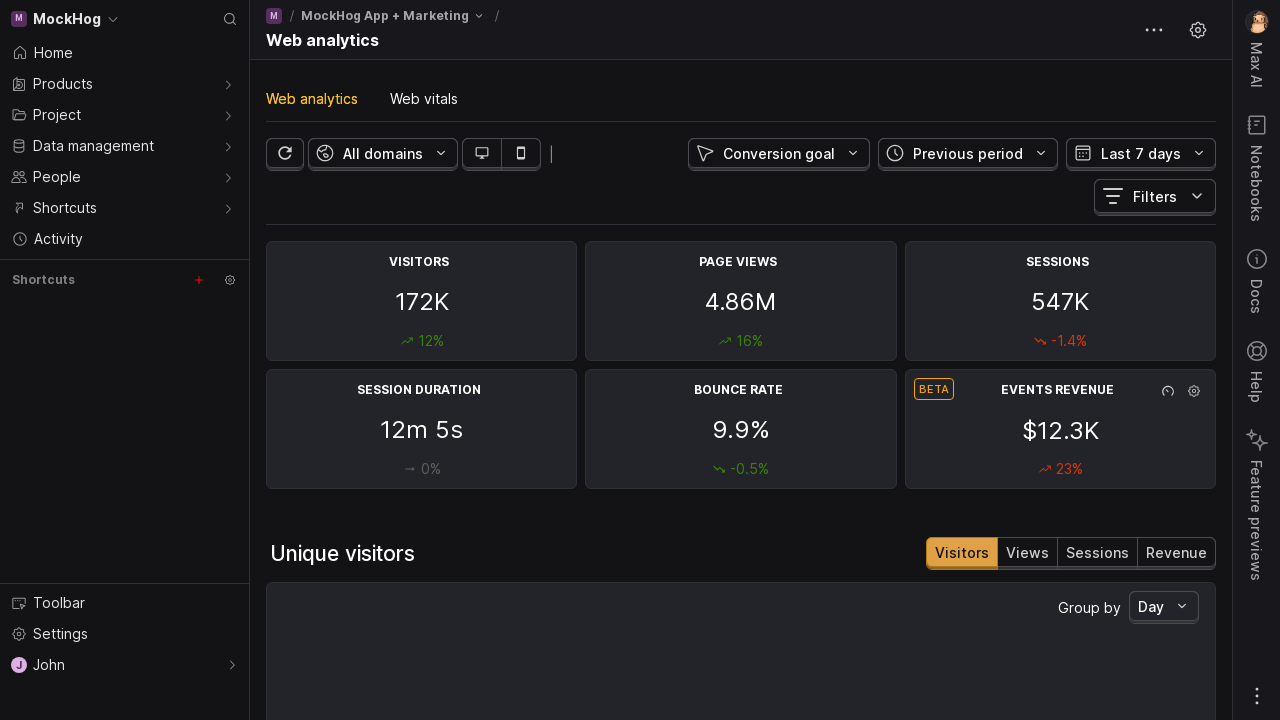 M MockHog
Home
Products
Project
Data management
People
Shortcuts
Activity
Shortcuts
Toolbar
Settings
J John
M / MockHog App + Marketing /
Web analytics
Web analytics
Web vitals
All domains
Conversion goal
Previous period
Last 7 days
Filters
VISITORS
172K
12%
PAGE VIEWS
4.86M
16%
SESSIONS
547K
-1.4%
SESSION DURATION
12m 5s
0%
BOUNCE RATE
9.9%
-0.5%
BETA
EVENTS REVENUE
$12.3K
23%
Unique visitors
Visitors
Views
Sessions
Revenue
Group by
Day
Max AI
Notebooks
Docs
Help
Feature previews